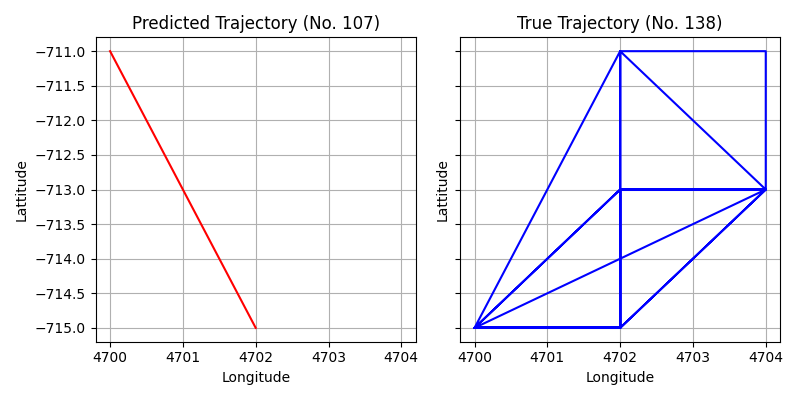 Predicted Trajectory (No. 107)
−711.0
−711.5
−712.0
−712.5
−713.0
−713.5
−714.0
−714.5
−715.0
Lattitude
4700 4701 4702 4703 4704
Longitude
True Trajectory (No. 138)
Lattitude
4700 4701 4702 4703 4704
Longitude